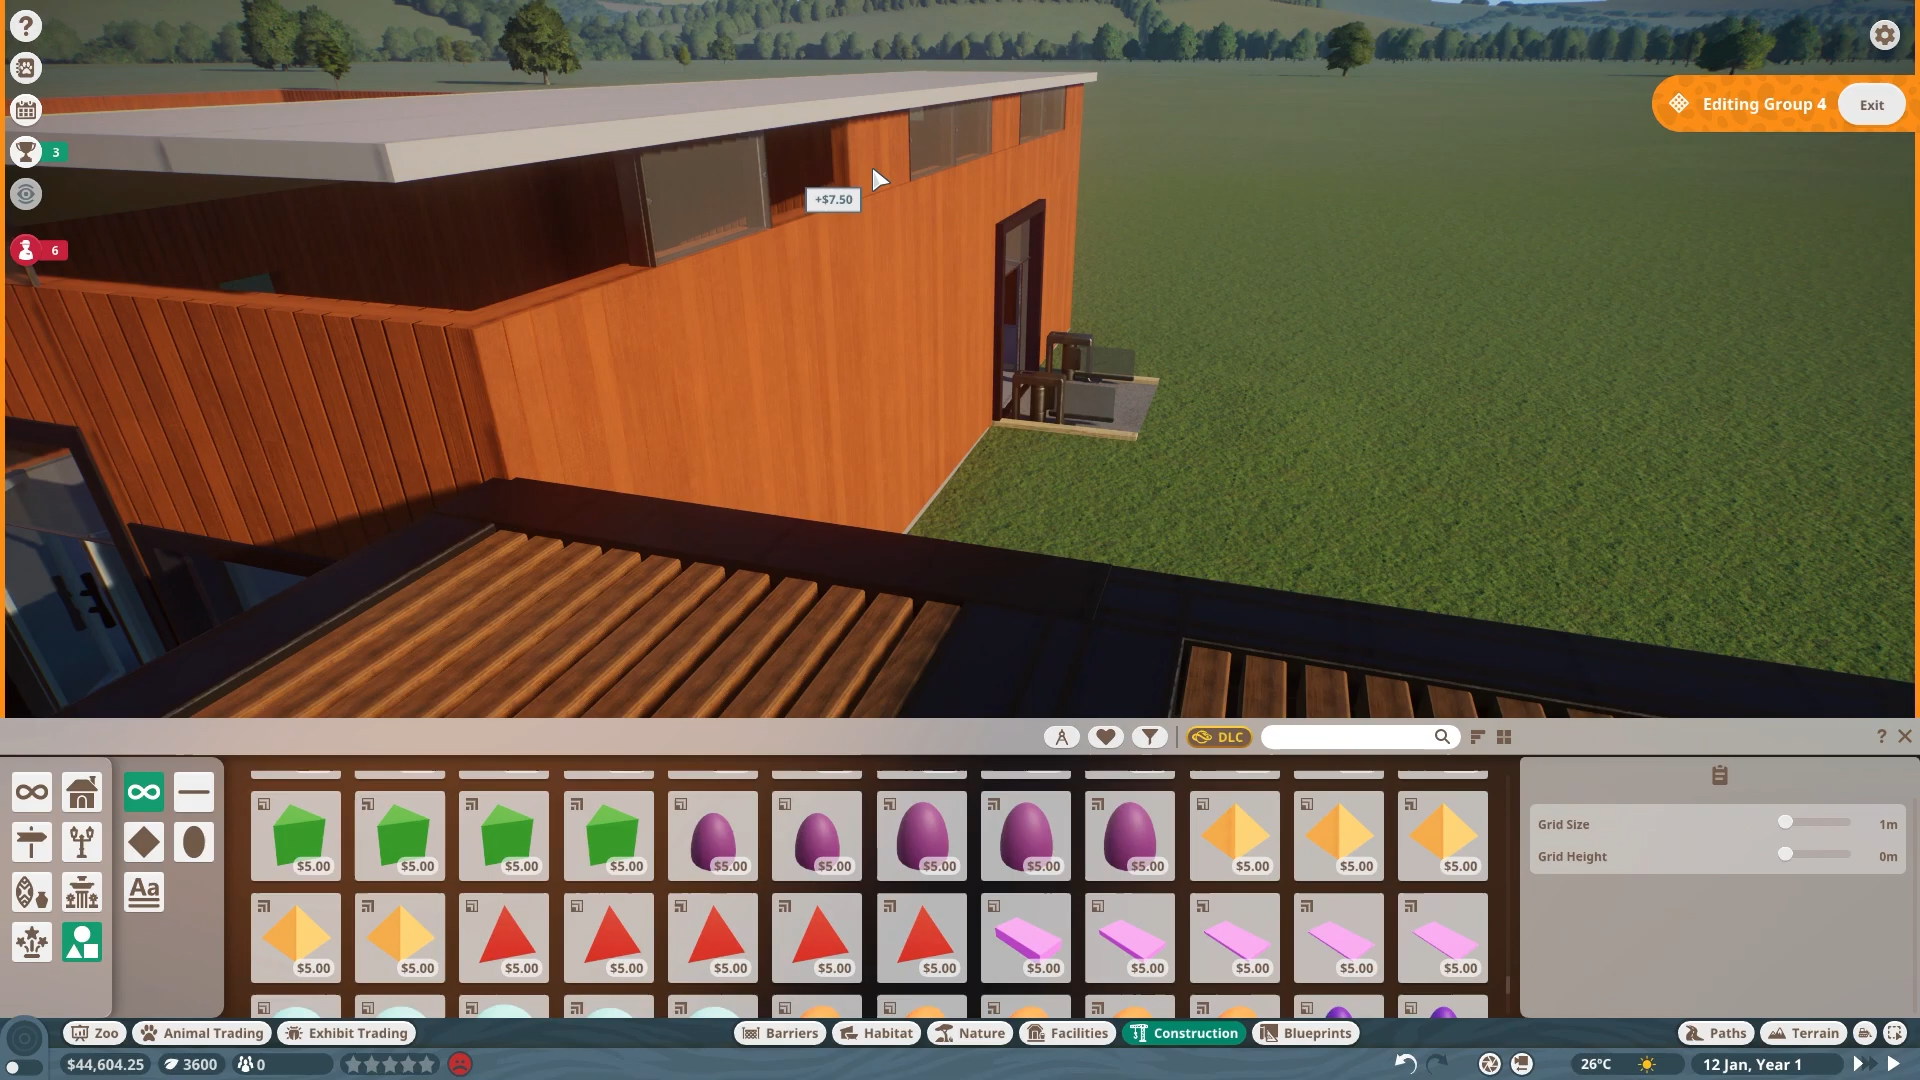 ?
Editing Group 4 Exit
3
+$7.50
6
DLC
? ×
$5.00 $5.00 $5.00 $5.00 $5.00 $5.00 $5.00 $5.00 $5.00 $5.00 $5.00 $5.00
Grid Size 1m
Grid Height 0m
Aa
$5.00 $5.00 $5.00 $5.00 $5.00 $5.00 $5.00 $5.00 $5.00 $5.00 $5.00 $5.00
Zoo Animal Trading Exhibit Trading Barriers Habitat Nature Facilities Construction Blueprints Paths Terrain
$44,604.25 3600 0 26°C 12 Jan, Year 1